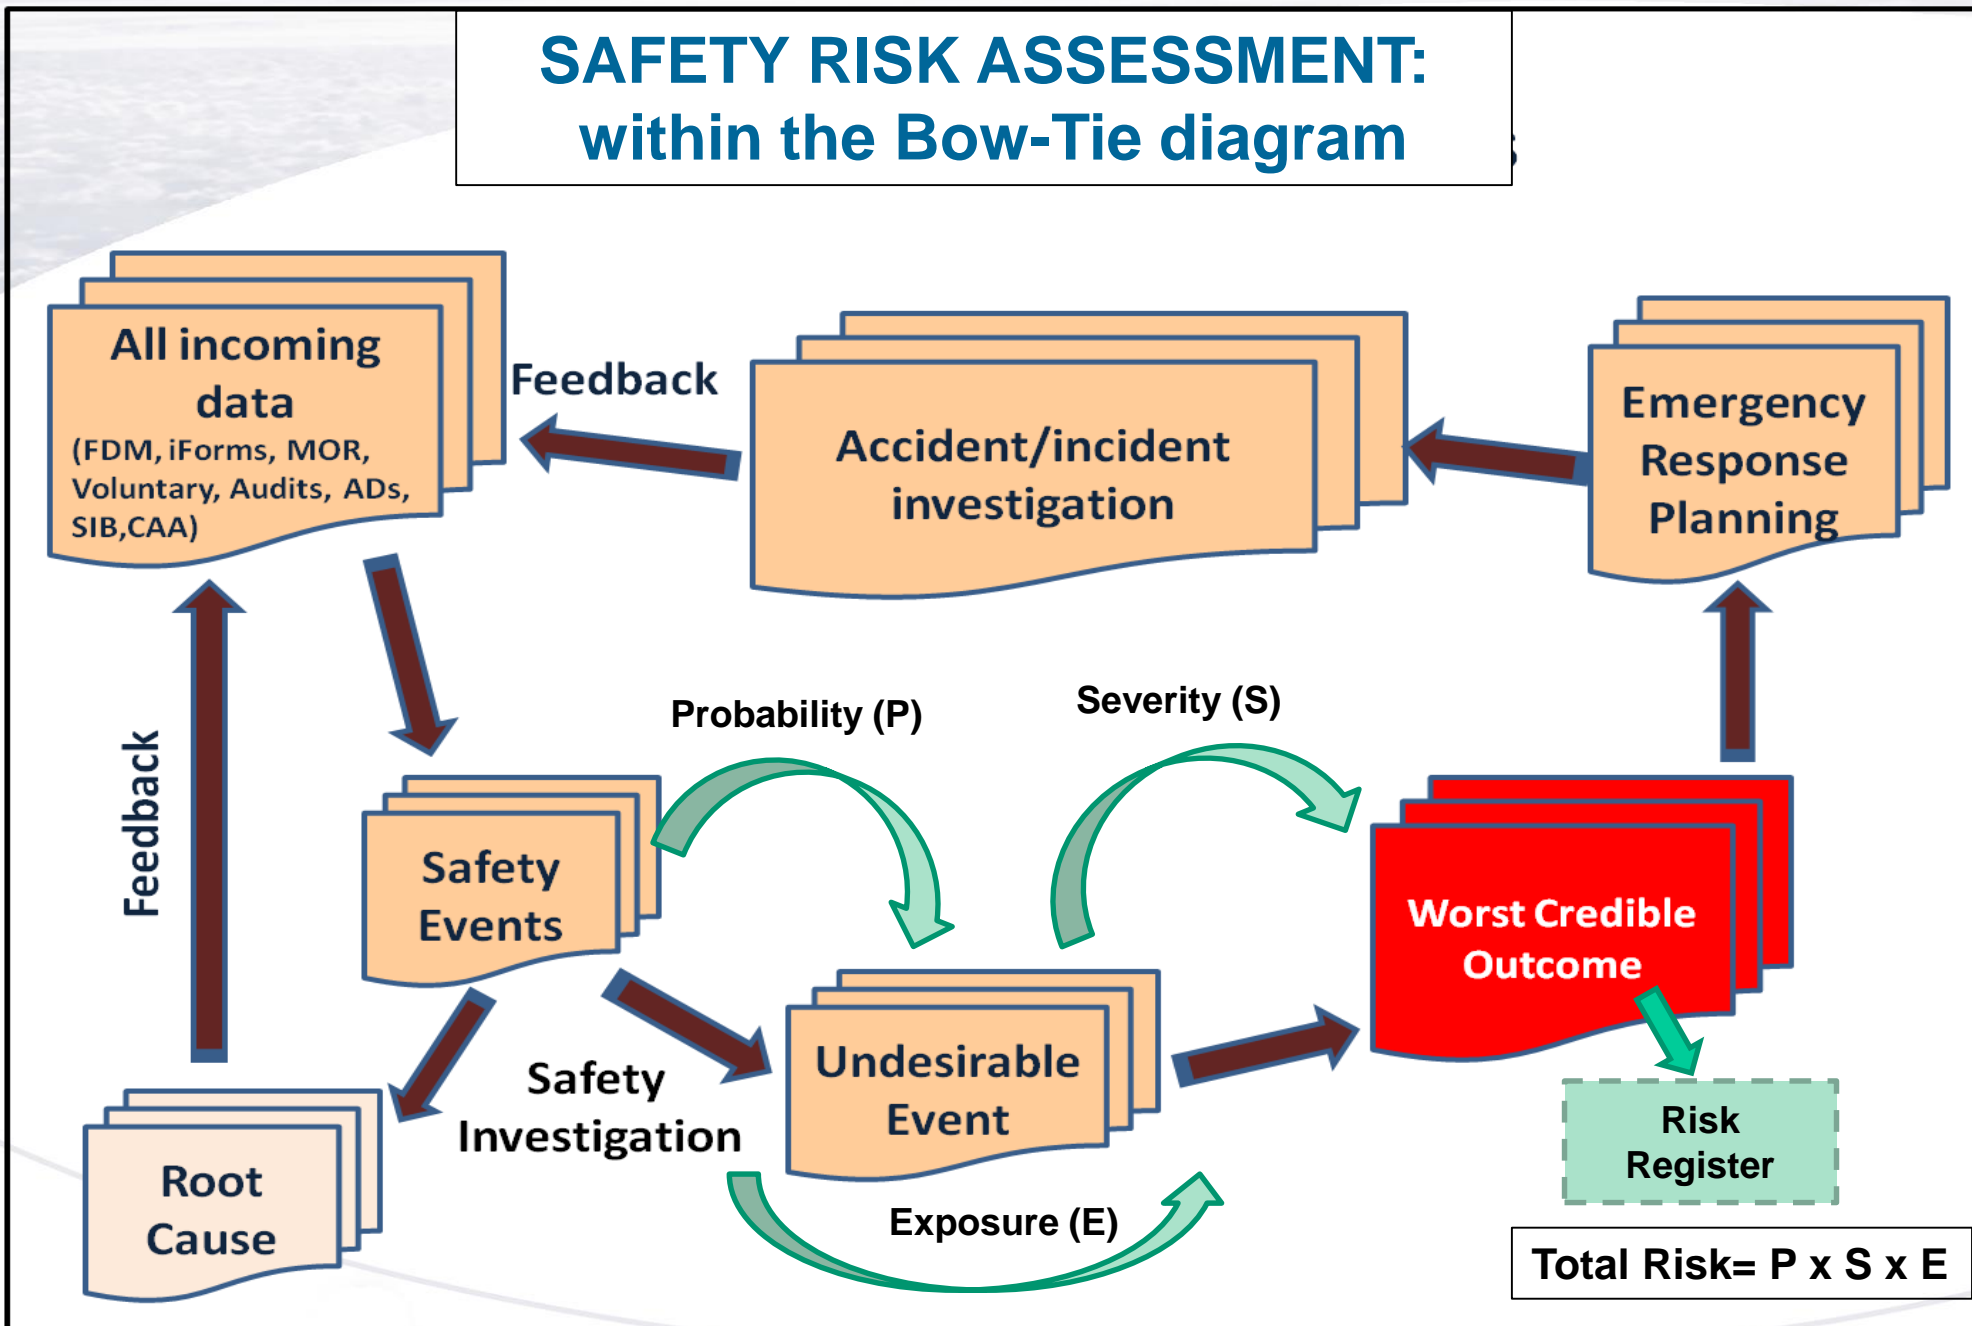 SAFETY RISK ASSESSMENT:
within the Bow-Tie diagram
All incoming
data
(FDM, iForms, MOR,
Voluntary, Audits, ADs,
SIB,CAA)
Feedback
Accident/incident
investigation
Emergency
Response
Planning
Probability (P)
Severity (S)
Feedback
Safety
Events
Worst Credible
Outcome
Undesirable
Event
Safety
Investigation
Root
Cause
Exposure (E)
Risk
Register
Total Risk= P x S x E